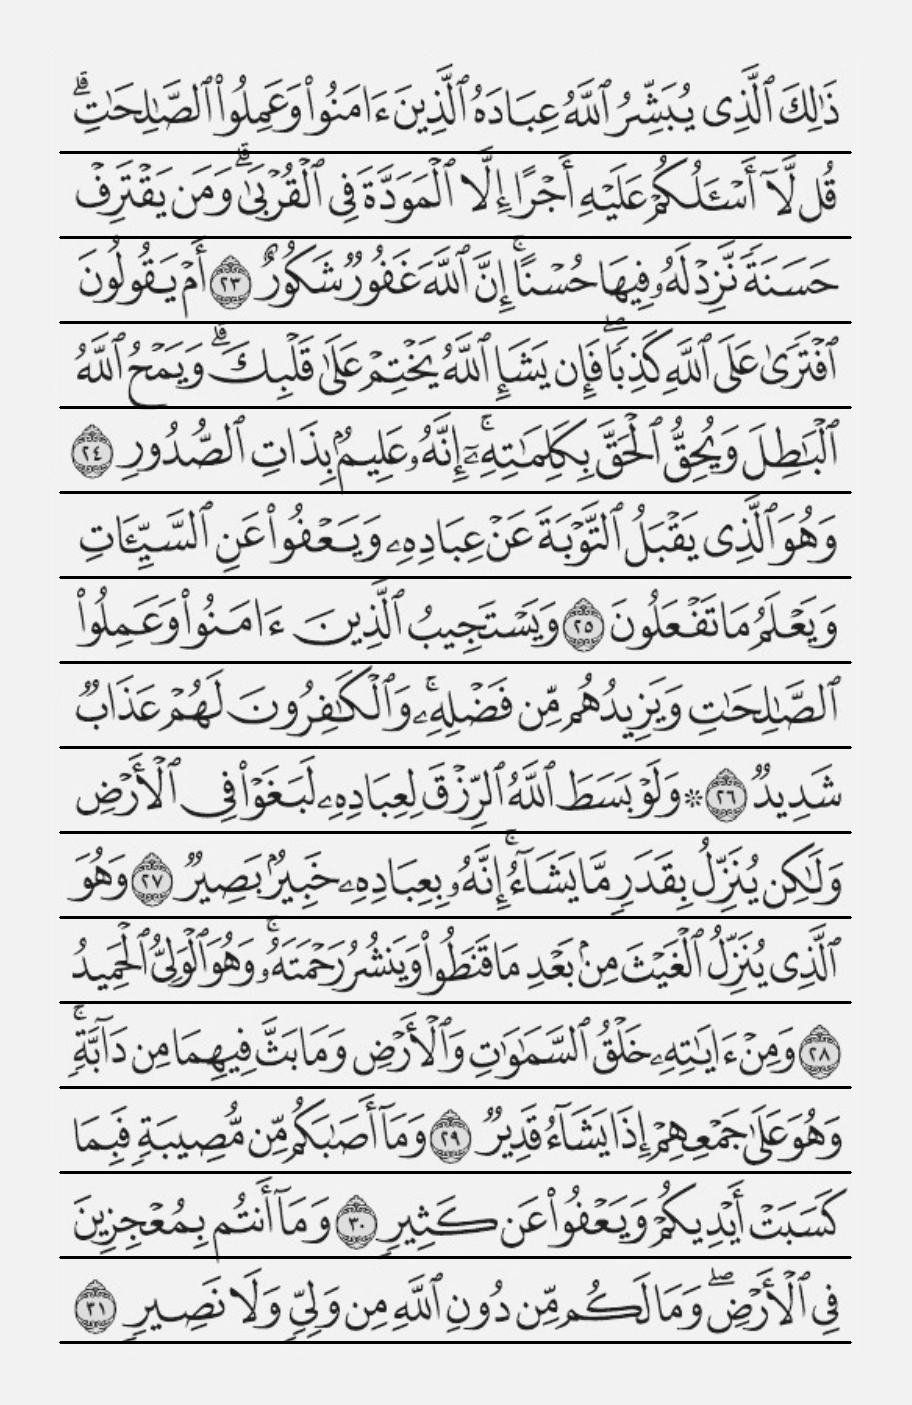 ذَٰلِكَ ٱلَّذِى يُبَشِّرُ ٱللَّهُ عِبَادَهُ ٱلَّذِينَ ءَامَنُوا۟ وَعَمِلُوا۟ ٱلصَّٰلِحَٰتِ ۗ
قُل لَّآ أَسْـَٔلُكُمْ عَلَيْهِ أَجْرًا إِلَّا ٱلْمَوَدَّةَ فِى ٱلْقُرْبَىٰ ۗ وَمَن يَقْتَرِفْ
حَسَنَةً نَّزِدْ لَهُۥ فِيهَا حُسْنًا ۚ إِنَّ ٱللَّهَ غَفُورٌ شَكُورٌ ٢٣ أَمْ يَقُولُونَ
ٱفْتَرَىٰ عَلَى ٱللَّهِ كَذِبًا ۖ فَإِن يَشَإِ ٱللَّهُ يَخْتِمْ عَلَىٰ قَلْبِكَ ۗ وَيَمْحُ ٱللَّهُ
ٱلْبَٰطِلَ وَيُحِقُّ ٱلْحَقَّ بِكَلِمَٰتِهِۦٓ ۚ إِنَّهُۥ عَلِيمٌۢ بِذَاتِ ٱلصُّدُورِ ٢٤
وَهُوَ ٱلَّذِى يَقْبَلُ ٱلتَّوْبَةَ عَنْ عِبَادِهِۦ وَيَعْفُوا۟ عَنِ ٱلسَّيِّـَٔاتِ
وَيَعْلَمُ مَا تَفْعَلُونَ ٢٥ وَيَسْتَجِيبُ ٱلَّذِينَ ءَامَنُوا۟ وَعَمِلُوا۟
ٱلصَّٰلِحَٰتِ وَيَزِيدُهُم مِّن فَضْلِهِۦ ۚ وَٱلْكَٰفِرُونَ لَهُمْ عَذَابٌ
شَدِيدٌ ٢٦ ۞ وَلَوْ بَسَطَ ٱللَّهُ ٱلرِّزْقَ لِعِبَادِهِۦ لَبَغَوْا۟ فِى ٱلْأَرْضِ
وَلَٰكِن يُنَزِّلُ بِقَدَرٍ مَّا يَشَآءُ ۚ إِنَّهُۥ بِعِبَادِهِۦ خَبِيرٌۢ بَصِيرٌ ٢٧ وَهُوَ
ٱلَّذِى يُنَزِّلُ ٱلْغَيْثَ مِنۢ بَعْدِ مَا قَنَطُوا۟ وَيَنشُرُ رَحْمَتَهُۥ ۚ وَهُوَ ٱلْوَلِىُّ ٱلْحَمِيدُ
٢٨ وَمِنْ ءَايَٰتِهِۦ خَلْقُ ٱلسَّمَٰوَٰتِ وَٱلْأَرْضِ وَمَا بَثَّ فِيهِمَا مِن دَآبَّةٍ ۚ
وَهُوَ عَلَىٰ جَمْعِهِمْ إِذَا يَشَآءُ قَدِيرٌ ٢٩ وَمَآ أَصَٰبَكُم مِّن مُّصِيبَةٍ فَبِمَا
كَسَبَتْ أَيْدِيكُمْ وَيَعْفُوا۟ عَن كَثِيرٍ ٣٠ وَمَآ أَنتُم بِمُعْجِزِينَ
فِى ٱلْأَرْضِ ۖ وَمَا لَكُم مِّن دُونِ ٱللَّهِ مِن وَلِىٍّ وَلَا نَصِيرٍ ٣١